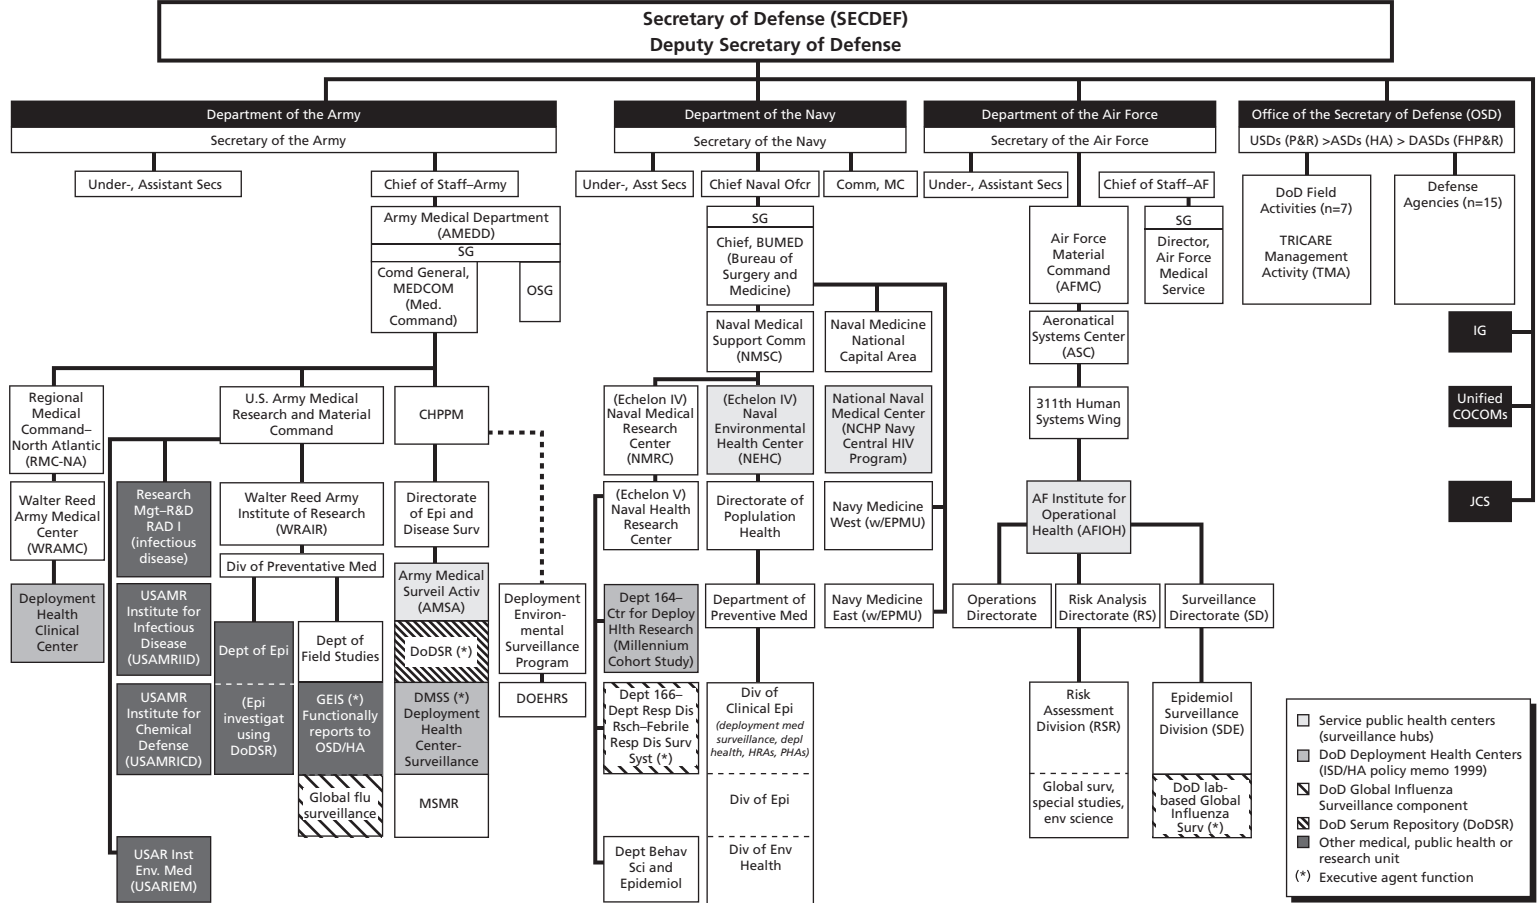 Secretary of Defense (SECDEF)
Deputy Secretary of Defense
Department of the Army
Secretary of the Army
Under-, Assistant Secs
Chief of Staff–Army
Army Medical Department
(AMEDD)
SG
Comd General,
MEDCOM
(Med.
Command)
OSG
Regional
Medical
Command–
North Atlantic
(RMC-NA)
Walter Reed
Army Medical
Center
(WRAMC)
Deployment
Health
Clinical
Center
U.S. Army Medical
Research and Material
Command
Research
Mgt–R&D
RAD I
(infectious
disease)
USAMR
Institute for
Infectious
Disease
(USAMRIID)
USAMR
Institute for
Chemical
Defense
(USAMRICD)
USAR Inst
Env. Med
(USARIEM)
Walter Reed Army
Institute of Research
(WRAIR)
Div of Preventative Med
Dept of Epi
(Epi
investigat
using
DoDSR)
Dept of
Field Studies
GEIS (*)
Functionally
reports to
OSD/HA
Global flu
surveillance
CHPPM
Directorate
of Epi and
Disease Surv
Army Medical
Surveil Activ
(AMSA)
DoDSR (*)
DMSS (*)
Deployment
Health
Center-
Surveillance
MSMR
Deployment
Environ-
mental
Surveillance
Program
DOEHRS
Department of the Navy
Secretary of the Navy
Under-, Asst Secs
Chief Naval Ofcr
Comm, MC
SG
Chief, BUMED
(Bureau of
Surgery and
Medicine)
Naval Medical
Support Comm
(NMSC)
Naval Medicine
National
Capital Area
(Echelon IV)
Naval Medical
Research
Center
(NMRC)
(Echelon IV)
Naval
Environmental
Health Center
(NEHC)
National Naval
Medical Center
(NCHP Navy
Central HIV
Program)
(Echelon V)
Naval Health
Research
Center
Directorate of
Poplulation
Health
Navy Medicine
West (w/EPMU)
Dept 164–
Ctr for Deploy
Hlth Research
(Millennium
Cohort Study)
Department of
Preventive Med
Navy Medicine
East (w/EPMU)
Dept 166–
Dept Resp Dis
Rsch–Febrile
Resp Dis Surv
Syst (*)
Div of
Clinical Epi
(deployment med
surveillance, depl
health, HRAs, PHAs)
Div of Epi
Dept Behav
Sci and
Epidemiol
Div of Env
Health
Department of the Air Force
Secretary of the Air Force
Under-, Assistant Secs
Chief of Staff–AF
Air Force
Material
Command
(AFMC)
SG
Director,
Air Force
Medical
Service
Aeronatical
Systems Center
(ASC)
311th Human
Systems Wing
AF Institute for
Operational
Health (AFIOH)
Operations
Directorate
Risk Analysis
Directorate (RS)
Surveillance
Directorate (SD)
Risk
Assessment
Division (RSR)
Global surv,
special studies,
env science
Epidemiol
Surveillance
Division (SDE)
DoD lab-
based Global
Influenza
Surv (*)
Office of the Secretary of Defense (OSD)
USDs (P&R) >ASDs (HA) > DASDs (FHP&R)
DoD Field
Activities (n=7)
TRICARE
Management
Activity (TMA)
Defense
Agencies (n=15)
IG
Unified
COCOMs
JCS
Service public health centers
(surveillance hubs)
DoD Deployment Health Centers
(ISD/HA policy memo 1999)
DoD Global Influenza
Surveillance component
DoD Serum Repository (DoDSR)
Other medical, public health or
research unit
(*) Executive agent function